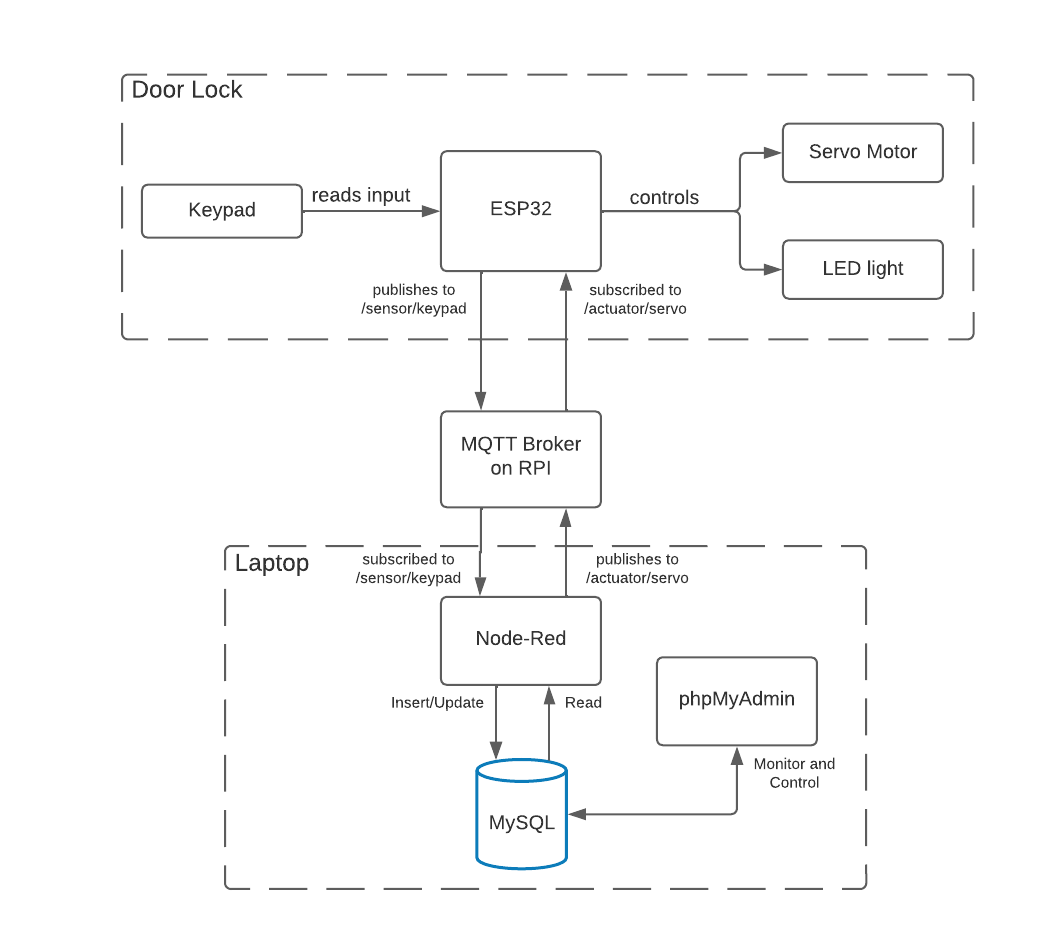 Door Lock
Keypad
reads input
ESP32
controls
Servo Motor
LED light
publishes to
/sensor/keypad
subscribed to
/actuator/servo
MQTT Broker
on RPI
Laptop
subscribed to
/sensor/keypad
publishes to
/actuator/servo
Node-Red
Insert/Update
Read
phpMyAdmin
Monitor and
Control
MySQL